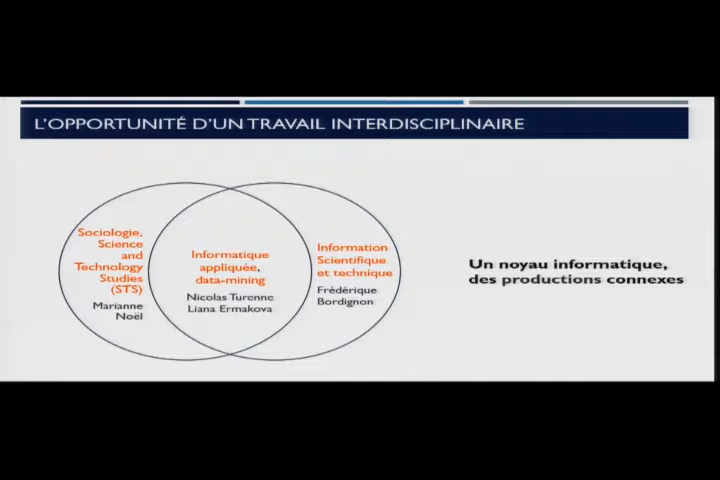 L'OPPORTUNITÉ D'UN TRAVAIL INTERDISCIPLINAIRE
Sociologie,
Science
and
Technology
Studies
(STS)
Marianne
Noël
Informatique
appliquée,
data-mining
Nicolas Turenne
Liana Ermakova
Information
Scientifique
et technique
Frédérique
Bordignon
Un noyau informatique,
des productions connexes